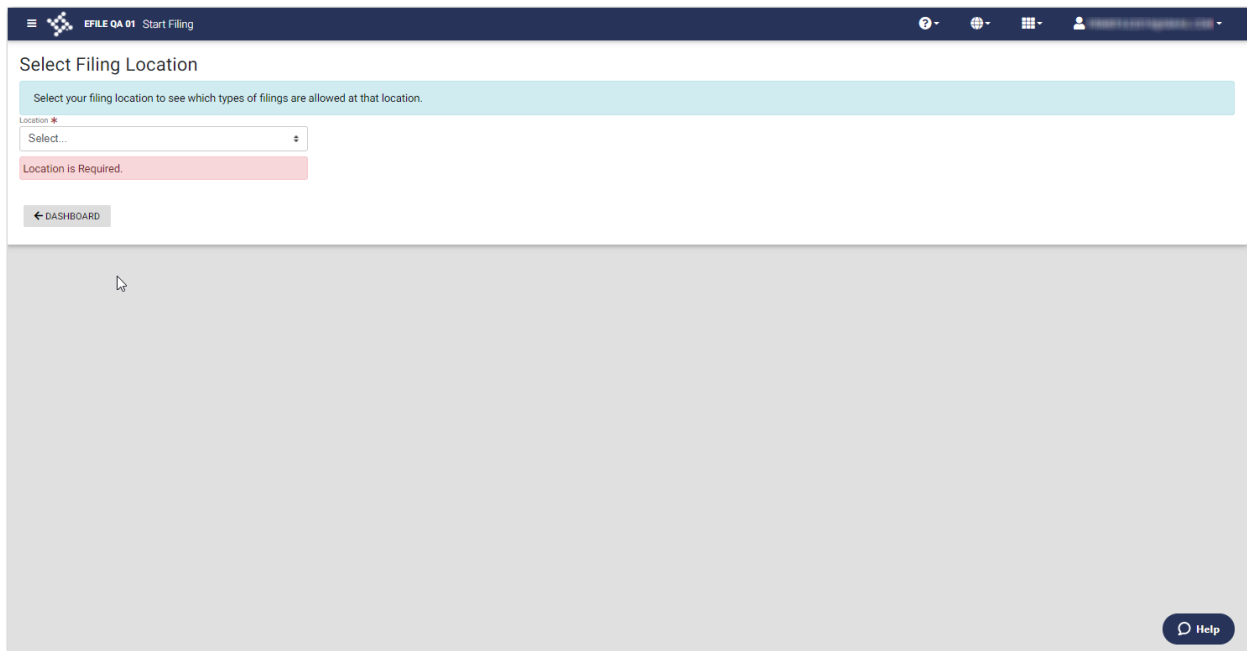 EFILE QA 01 Start Filing
Select Filing Location
Select your filing location to see which types of filings are allowed at that location.
Location *
Select...
Location is Required.
DASHBOARD
Help